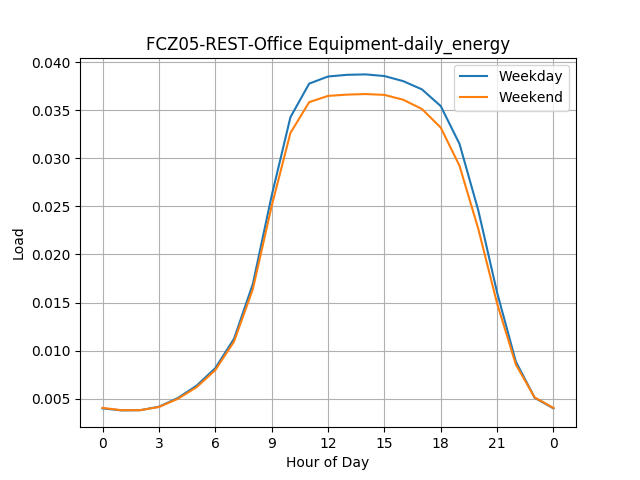 FCZ05-REST-Office Equipment-daily_energy
Weekday
Weekend
Load
0.040
0.035
0.030
0.025
0.020
0.015
0.010
0.005
0 3 6 9 12 15 18 21 0
Hour of Day